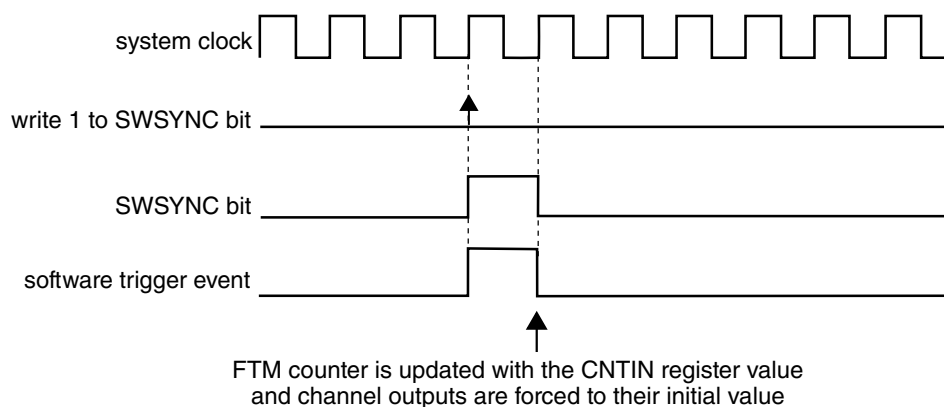 system clock
write 1 to SWSYNC bit
SWSYNC bit
software trigger event
FTM counter is updated with the CNTIN register value
and channel outputs are forced to their initial value